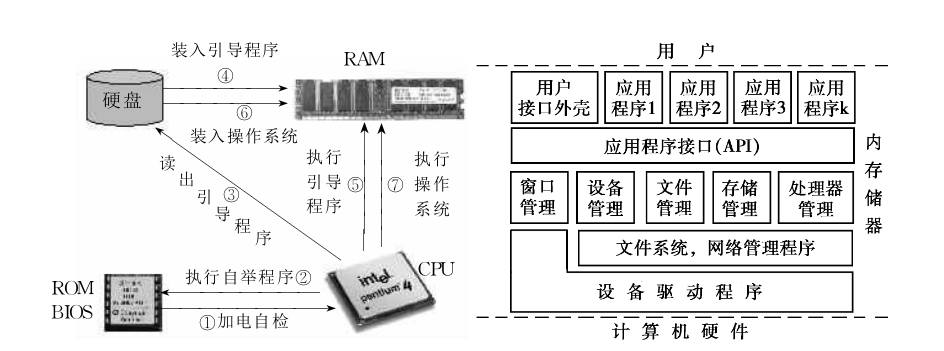 装入引导程序
④
硬盘
⑥
装入操作系统
RAM
读出③引导程序
执行
引导⑤
程序
⑦
执行
操作
系统
CPU
intel
pentium 4
执行自举程序②
ROM
BIOS
①加电自检
用户
用户
接口外壳
应用
程序1
应用
程序2
应用
程序3
应用
程序k
应用程序接口(API)
窗口
管理
设备
管理
文件
管理
存储
管理
处理器
管理
文件系统，网络管理程序
设备驱动程序
内存储器
计算机硬件